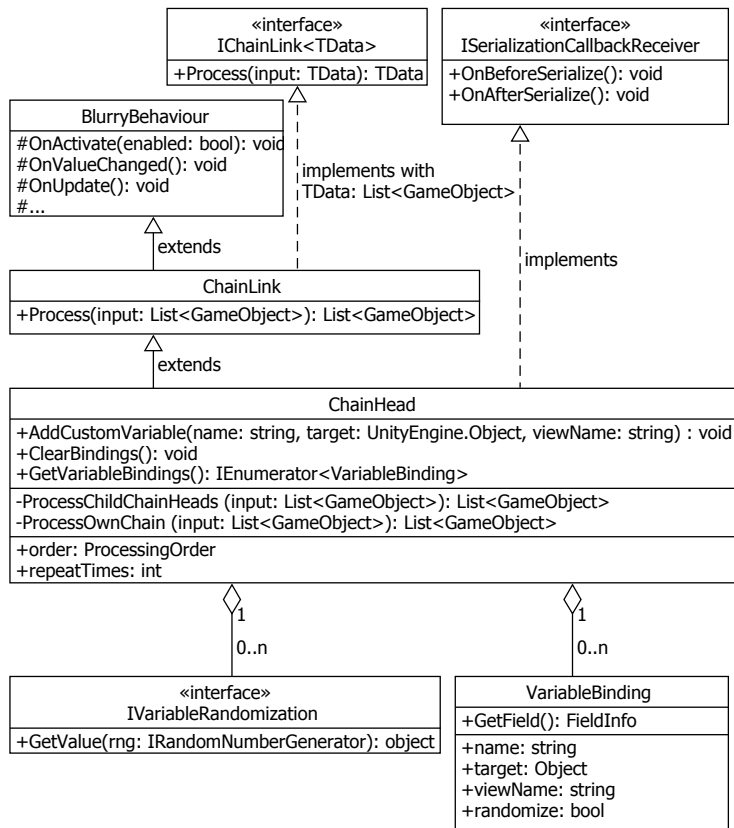 «interface»
IChainLink<TData>
+Process(input: TData): TData
«interface»
ISerializationCallbackReceiver
+OnBeforeSerialize(): void
+OnAfterSerialize(): void
BlurryBehaviour
#OnActivate(enabled: bool): void
#OnValueChanged(): void
#OnUpdate(): void
#...
implements with
TData: List<GameObject>
extends
implements
ChainLink
+Process(input: List<GameObject>): List<GameObject>
extends
ChainHead
+AddCustomVariable(name: string, target: UnityEngine.Object, viewName: string) : void
+ClearBindings(): void
+GetVariableBindings(): IEnumerator<VariableBinding>
-ProcessChildChainHeads (input: List<GameObject>): List<GameObject>
-ProcessOwnChain (input: List<GameObject>): List<GameObject>
+order: ProcessingOrder
+repeatTimes: int
1
0..n
1
0..n
«interface»
IVariableRandomization
+GetValue(rng: IRandomNumberGenerator): object
VariableBinding
+GetField(): FieldInfo
+name: string
+target: Object
+viewName: string
+randomize: bool